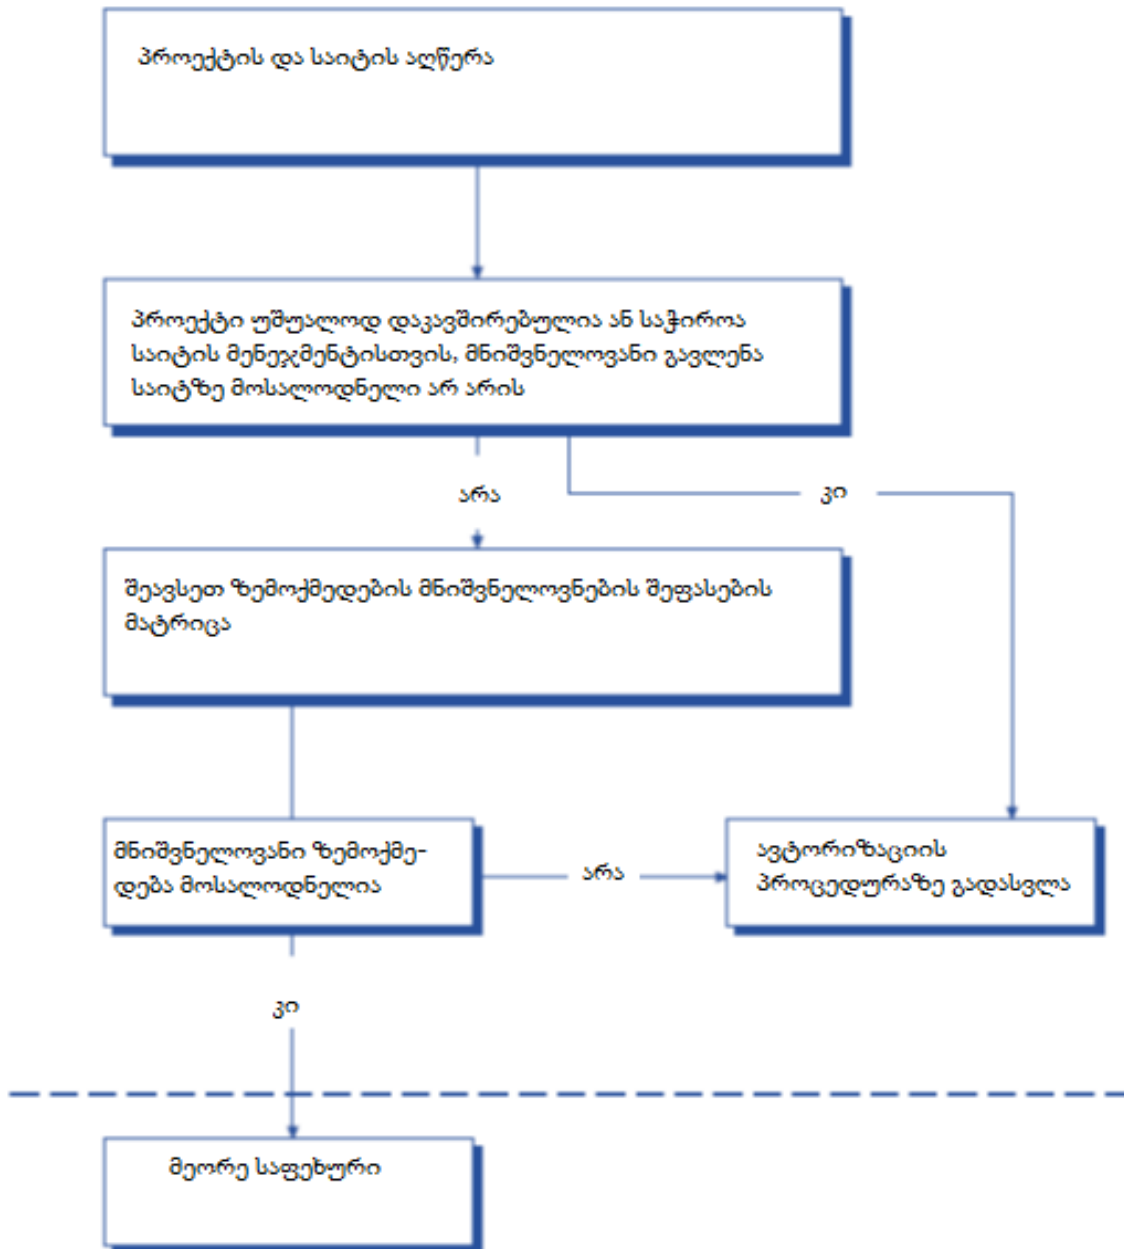 პროექტის და საიტის აღწერა
პროექტი უშუალოდ დაკავშირებულია ან საჭიროა
საიტის მენეჯმენტისთვის, მნიშვნელოვანი გავლენა
საიტზე მოსალოდნელი არ არის
არა
კი
შეავსეთ ზემოქმედების მნიშვნელოვნების შეფასების
მატრიცა
მნიშვნელოვანი ზემოქმე-
დება მოსალოდნელია
არა
ავტორიზაციის
პროცედურაზე გადასვლა
კი
მეორე საფეხური